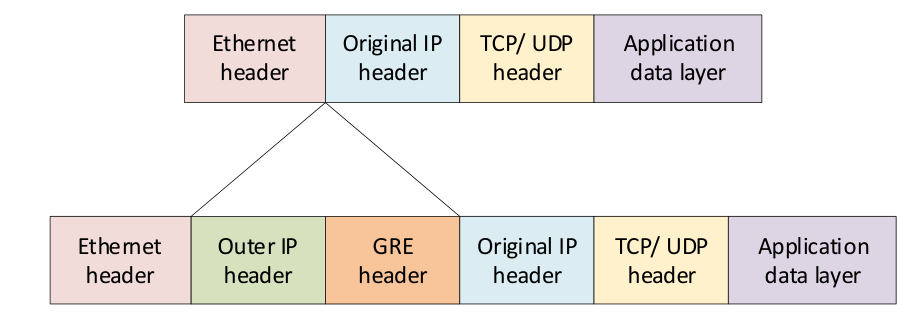 Ethernet
header
Original IP
header
TCP/ UDP
header
Application
data layer
Ethernet
header
Outer IP
header
GRE
header
Original IP
header
TCP/ UDP
header
Application
data layer